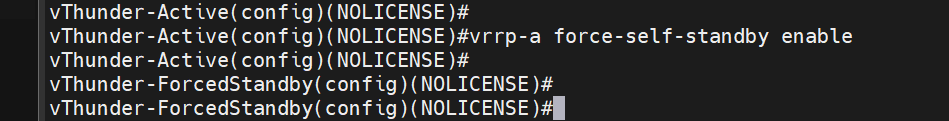 vThunder-Active(config)(NOLICENSE)#
vThunder-Active(config)(NOLICENSE)#vrrp-a force-self-standby enable
vThunder-Active(config)(NOLICENSE)#
vThunder-ForcedStandby(config)(NOLICENSE)#
vThunder-ForcedStandby(config)(NOLICENSE)#